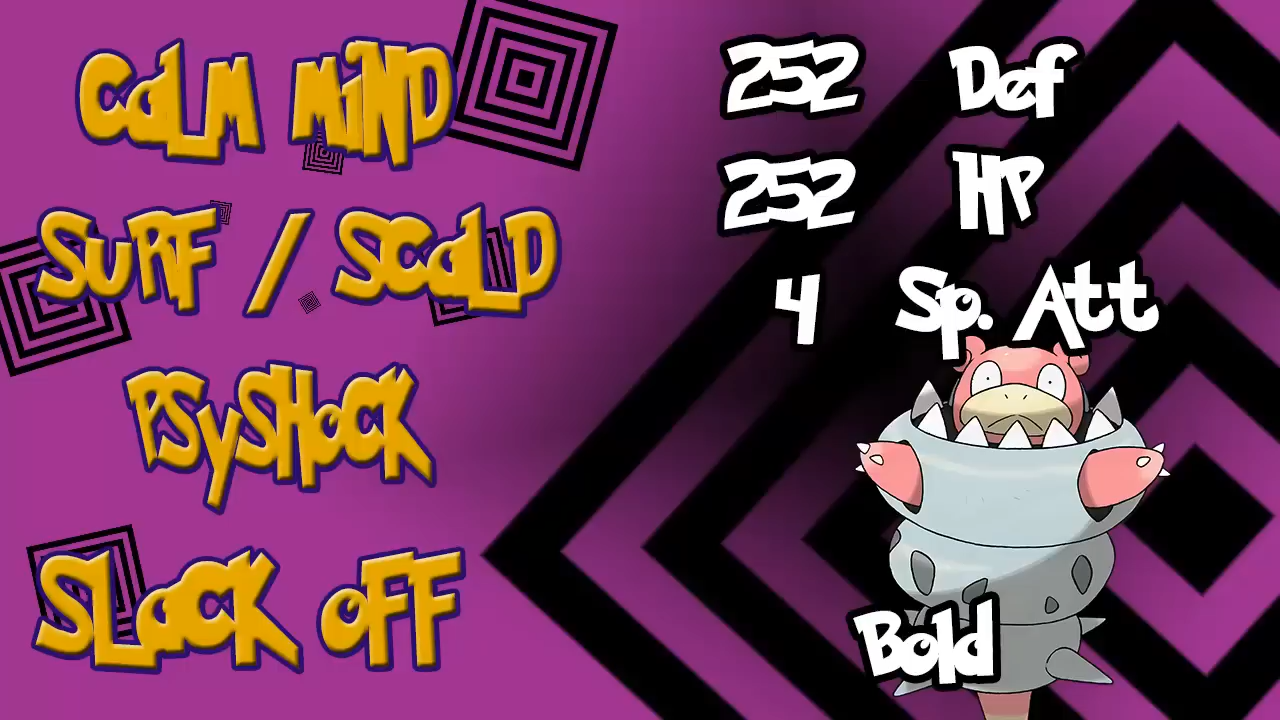 Calm Mind
Surf / Scald
Psyshock
Slack Off
252 Def
252 HP
4 Sp. Att
Bold